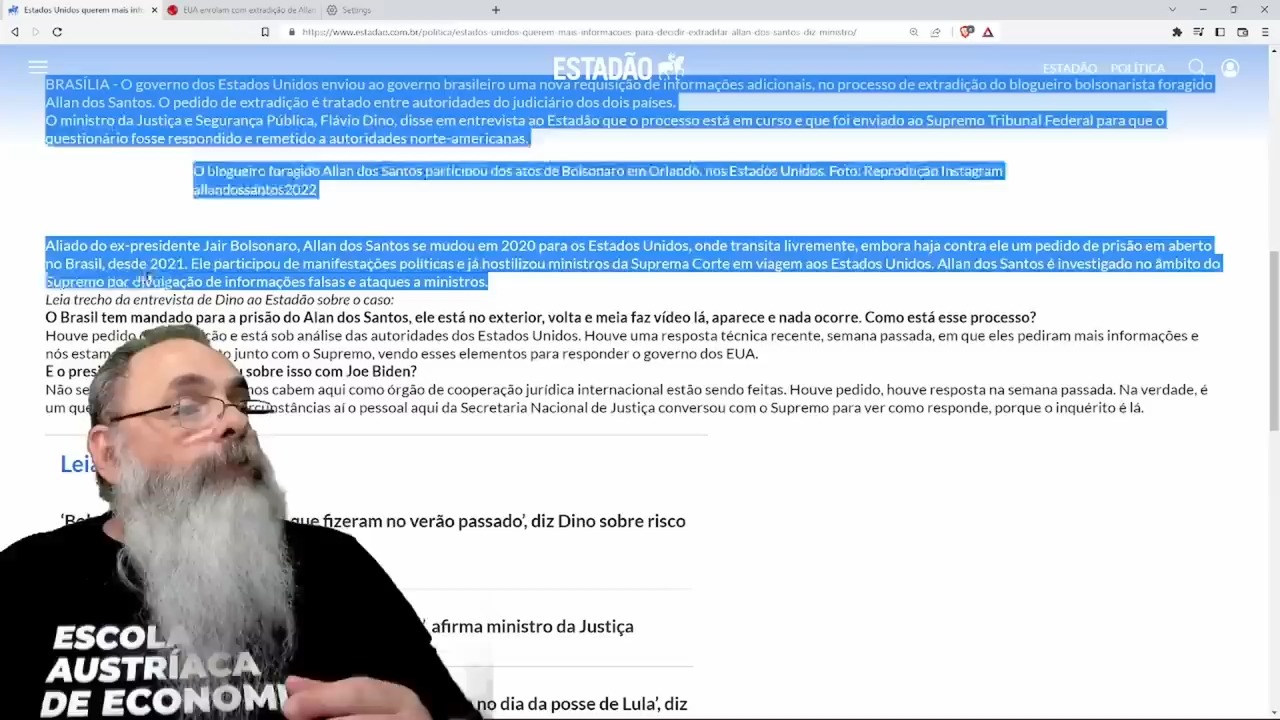 Estados Unidos querem mais inf
EUA enrolam com extradição de Allan
Settings
https://www.estadao.com.br/politica/estados-unidos-querem-mais-informacoes-para-decidir-extraditar-allan-dos-santos-diz-ministro/
ESTADÃO
ESTADÃO POLÍTICA
BRASÍLIA - O governo dos Estados Unidos enviou ao governo brasileiro uma nova requisição de informações adicionais, no processo de extradição do blogueiro bolsonarista foragido
Allan dos Santos. O pedido de extradição é tratado entre autoridades do judiciário dos dois países.
O ministro da Justiça e Segurança Pública, Flávio Dino, disse em entrevista ao Estadão que o processo está em curso e que foi enviado ao Supremo Tribunal Federal para que o
questionário fosse respondido e remetido a autoridades norte-americanas.
O blogueiro foragido Allan dos Santos participou dos atos de Bolsonaro em Orlando, nos Estados Unidos. Foto: Reprodução Instagram
allandossantos2022
Aliado do ex-presidente Jair Bolsonaro, Allan dos Santos se mudou em 2020 para os Estados Unidos, onde transita livremente, embora haja contra ele um pedido de prisão em aberto
no Brasil, desde 2021. Ele participou de manifestações políticas e já hostilizou ministros da Suprema Corte em viagem aos Estados Unidos. Allan dos Santos é investigado no âmbito do
Supremo por divulgação de informações falsas e ataques a ministros.
Leia trecho da entrevista de Dino ao Estadão sobre o caso:
O Brasil tem mandado para a prisão do Alan dos Santos, ele está no exterior, volta e meia faz vídeo lá, aparece e nada ocorre. Como está esse processo?
Houve pedido ção e está sob análise das autoridades dos Estados Unidos. Houve uma resposta técnica recente, semana passada, em que eles pediram mais informações e
nós estam to junto com o Supremo, vendo esses elementos para responder o governo dos EUA.
E o presi sobre isso com Joe Biden?
Não se nos cabem aqui como órgão de cooperação jurídica internacional estão sendo feitas. Houve pedido, houve resposta na semana passada. Na verdade, é
um que rcunstâncias aí o pessoal aqui da Secretaria Nacional de Justiça conversou com o Supremo para ver como responde, porque o inquérito é lá.
Leia
'Bol que fizeram no verão passado', diz Dino sobre risco
', afirma ministro da Justiça
no dia da posse de Lula', diz
ESCOLA
AUSTRÍACA
DE ECONOMI